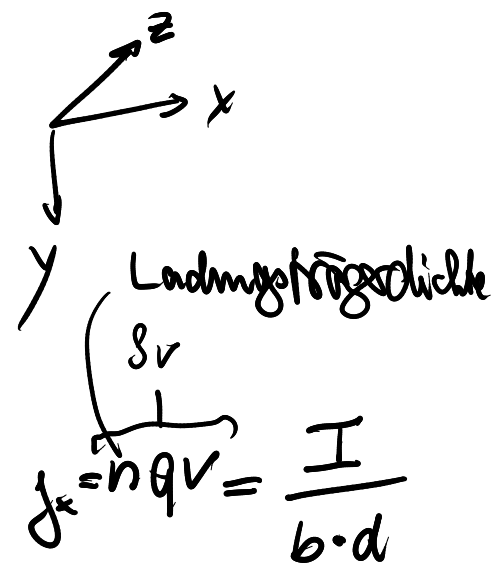 z
x
y
Ladungsträgerdichte
ρv
jₓ = nqv = I / b·d